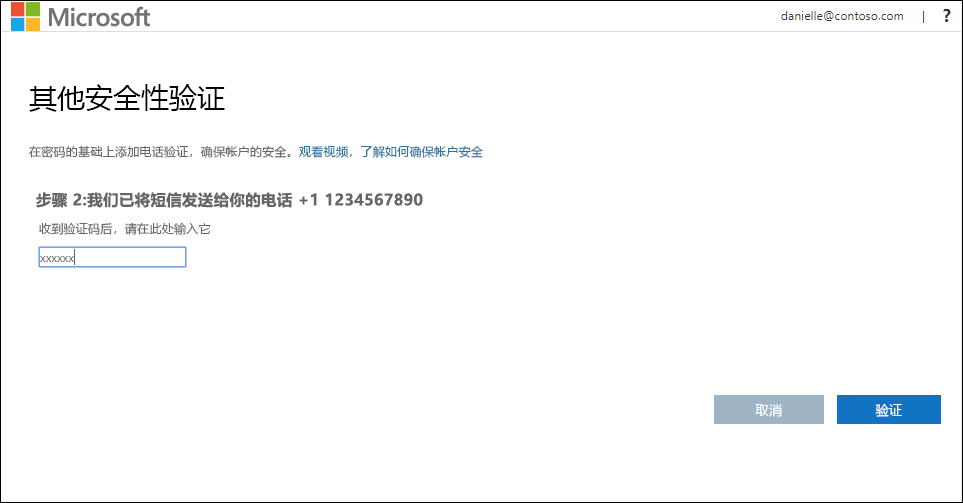 Microsoft
danielle@contoso.com | ?
其他安全性验证
在密码的基础上添加电话验证，确保帐户的安全。观看视频，了解如何确保帐户安全
步骤 2:我们已将短信发送给你的电话 +1 1234567890
收到验证码后，请在此处输入它
xxxxxx
取消 验证